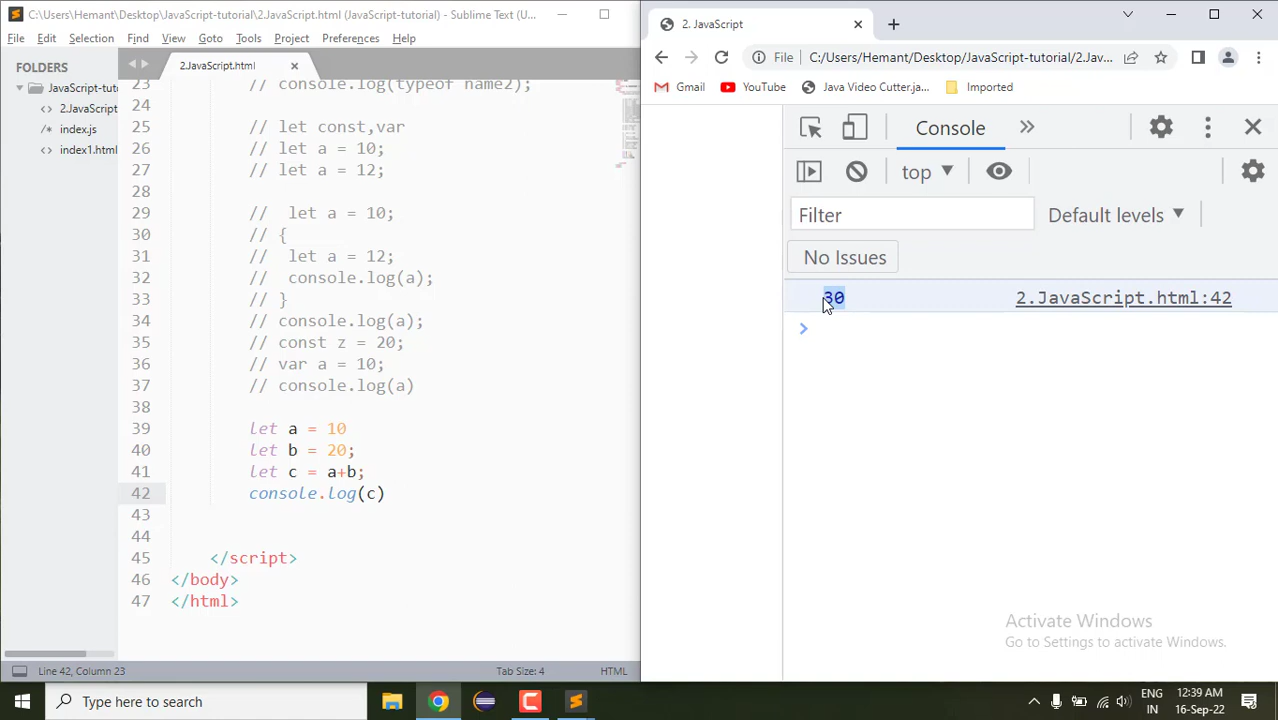 C:\Users\Hemant\Desktop\JavaScript-tutorial\2.JavaScript.html (JavaScript-tutorial) - Sublime Text (U...
File Edit Selection Find View Goto Tools Project Preferences Help
FOLDERS
JavaScript-tu
2.JavaScript
index.js
index1.html
2.JavaScript.html
23 // console.log(typeof name2);
24
25 // let const,var
26 // let a = 10;
27 // let a = 12;
28
29 //  let a = 10;
30 // {
31 //  let a = 12;
32 //  console.log(a);
33 // }
34 // console.log(a);
35 // const z = 20;
36 // var a = 10;
37 // console.log(a)
38
39 let a = 10
40 let b = 20;
41 let c = a+b;
42 console.log(c)
43
44
45 </script>
46 </body>
47 </html>
Line 42, Column 23 Tab Size: 4 HTML
2. JavaScript
File C:/Users/Hemant/Desktop/JavaScript-tutorial/2.Jav...
Gmail YouTube Java Video Cutter.ja... Imported
Console
top
Filter Default levels
No Issues
30 2.JavaScript.html:42
Activate Windows
Go to Settings to activate Windows.
Type here to search
ENG
IN
12:39 AM
16-Sep-22